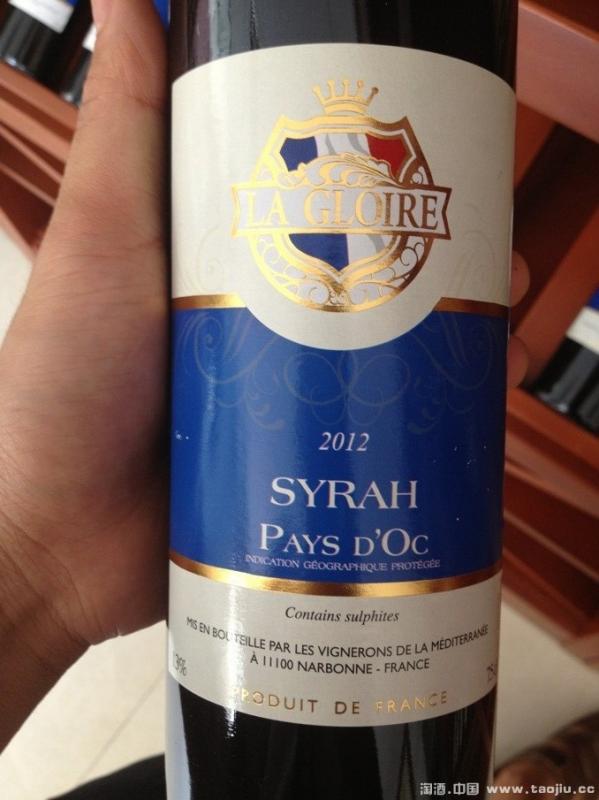 LA GLOIRE
2012
SYRAH
PAYS D'OC
INDICATION GÉOGRAPHIQUE PROTÉGÉE
Contains sulphites
MIS EN BOUTEILLE PAR LES VIGNERONS DE LA MÉDITERRANÉE
À 11100 NARBONNE - FRANCE
13%
PRODUIT DE FRANCE
淘酒.中国 www.taojiu.cc